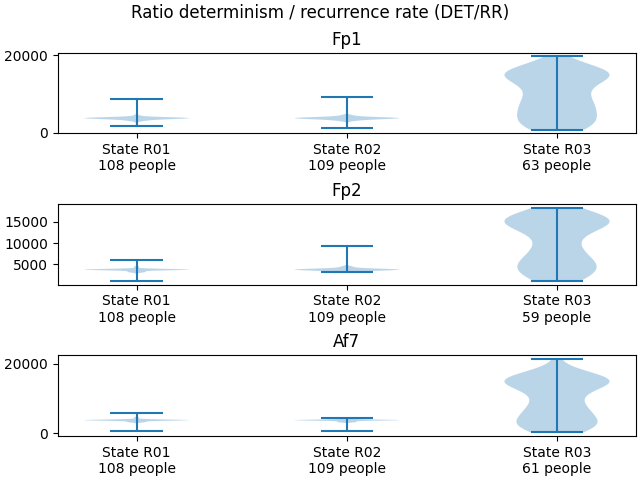 Ratio determinism / recurrence rate (DET/RR)
Fp1
20000
0
State R01 State R02 State R03
108 people 109 people 63 people
Fp2
15000
10000
5000
State R01 State R02 State R03
108 people 109 people 59 people
Af7
20000
0
State R01 State R02 State R03
108 people 109 people 61 people